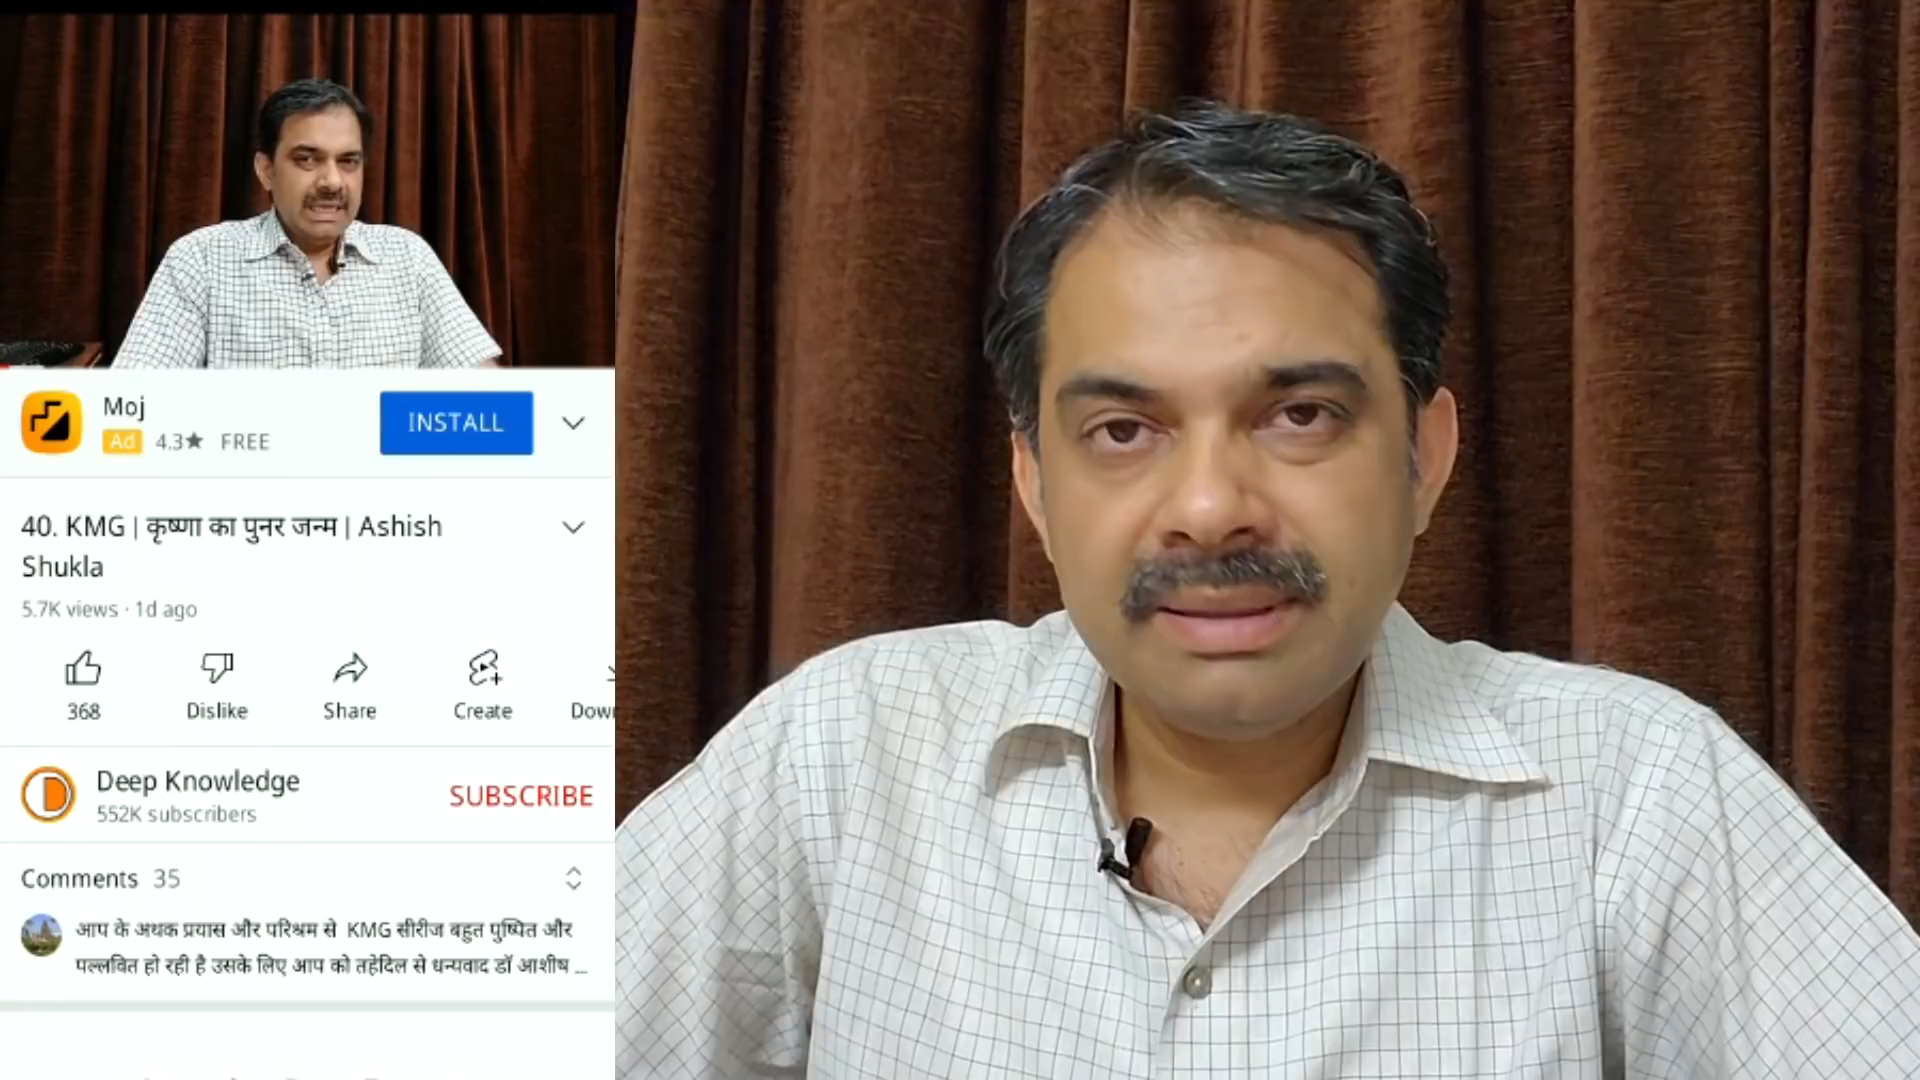 Moj
INSTALL
Ad 4.3★ FREE
40. KMG | कृष्णा का पुनर जन्म | Ashish
Shukla
5.7K views · 1d ago
368 Dislike Share Create Down
Deep Knowledge
SUBSCRIBE
552K subscribers
Comments 35
आप के अथक प्रयास और परिश्रम से KMG सीरीज बहुत पुष्पित और
पल्लवित हो रही है उसके लिए आप को तहेदिल से धन्यवाद डॉ आशीष ...